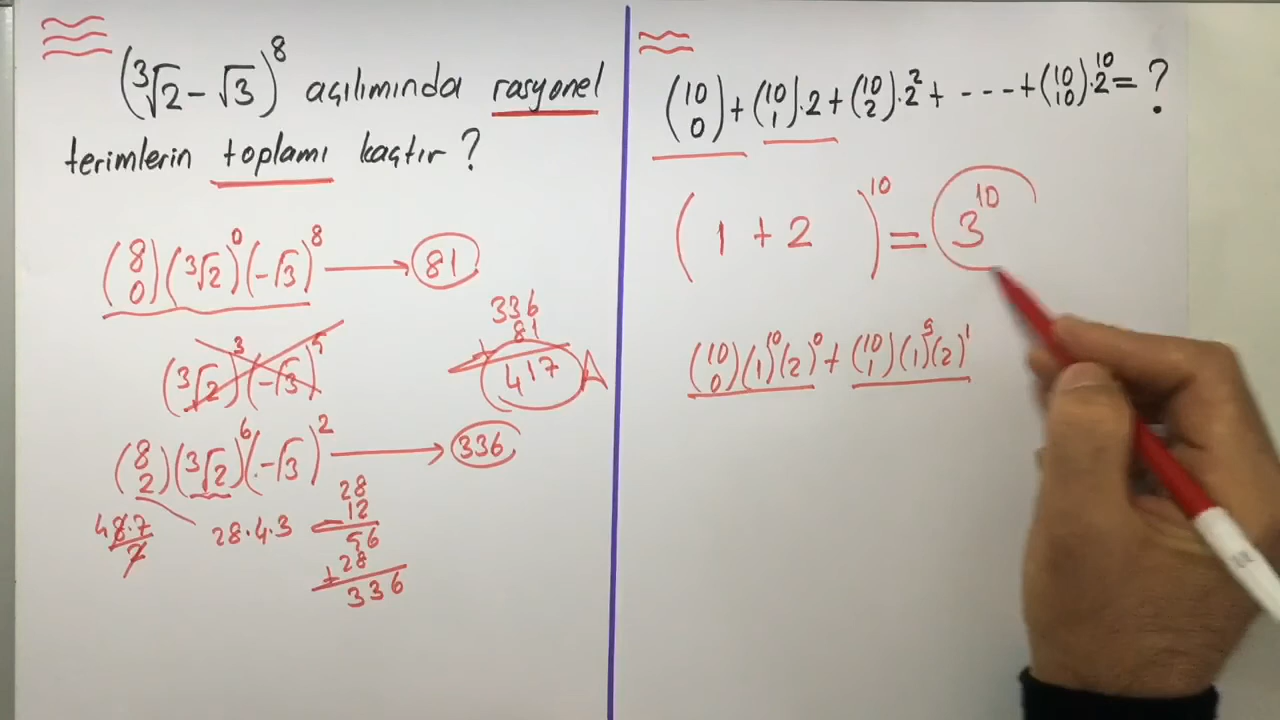 (∛2 - √3)⁸ açılımında rasyonel
terimlerin toplamı kaçtır ?
(8 0)(∛2)⁰(-√3)⁸ → 81
(∛2)³(-√3)⁵
(8 2)(∛2)⁶(-√3)² → 336
4 8.7
2
28.4.3
28
12
56
+ 28
336
336
+ 81
417 A
(10 0) + (10 1).2 + (10 2).2² + ---- + (10 10).2¹⁰ = ?
(1 + 2)¹⁰ = 3¹⁰
(10 0)(1)¹⁰(2)⁰ + (10 1)(1)⁹(2)¹